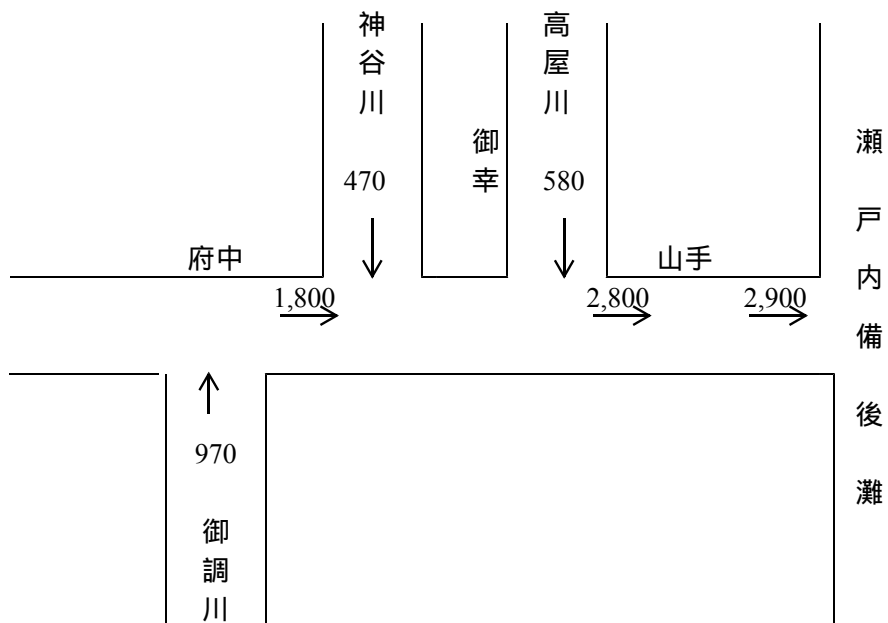 神谷川
高屋川
御幸
470
580
府中
山手
1,800
2,800
2,900
瀬戸内備後灘
970
御調川